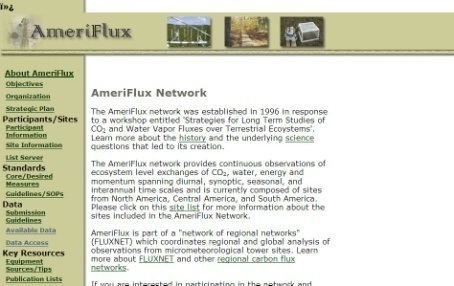 ï»¿
AmeriFlux
About AmeriFlux
Objectives
Organization
Strategic Plan
Participants/Sites
Participant
Information
Site Information
List Server
Standards
Core/Desired
Measures
Guidelines/SOPs
Data
Submission
Guidelines
Available Data
Data Access
Key Resources
Equipment
Sources/Tips
Publication Lists
AmeriFlux Network
The AmeriFlux network was established in 1996 in response
to a workshop entitled 'Strategies for Long Term Studies of
CO2 and Water Vapor Fluxes over Terrestrial Ecosystems'.
Learn more about the history and the underlying science
questions that led to its creation.
The AmeriFlux network provides continuous observations of
ecosystem level exchanges of CO2, water, energy and
momentum spanning diurnal, synoptic, seasonal, and
interannual time scales and is currently composed of sites
from North America, Central America, and South America.
Please click on this site list for more information about the
sites included in the AmeriFlux Network.
AmeriFlux is part of a "network of regional networks"
(FLUXNET) which coordinates regional and global analysis of
observations from micrometeorological tower sites. Learn
more about FLUXNET and other regional carbon flux
networks.
If you are interested in participating in the network and